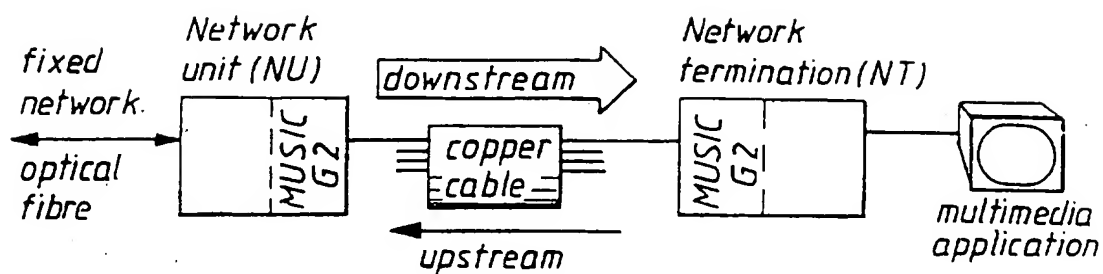 fixed
network.
optical
fibre
Network
unit (NU)
MUSIC
G2
downstream
copper
cable
upstream
Network
termination (NT)
MUSIC
G2
multimedia
application